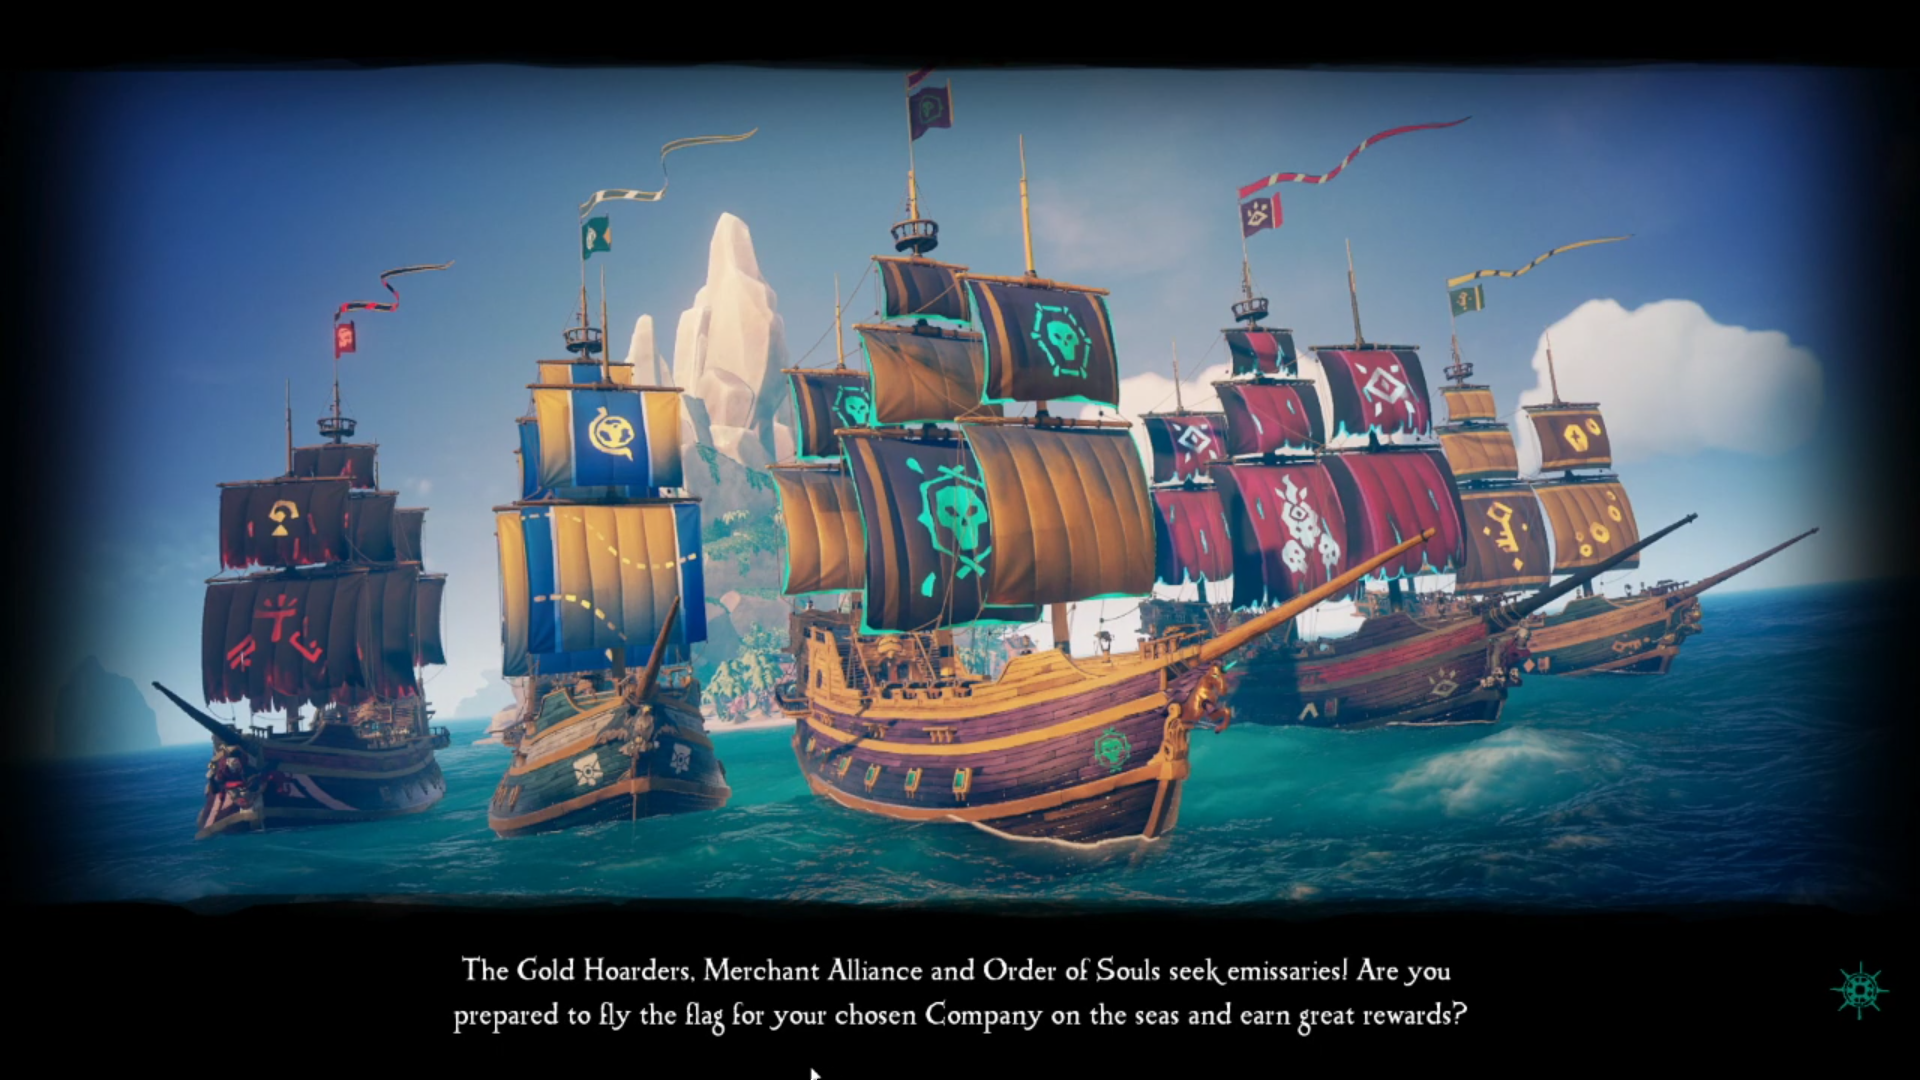 The Gold Hoarders, Merchant Alliance and Order of Souls seek emissaries! Are you
prepared to fly the flag for your chosen Company on the seas and earn great rewards?